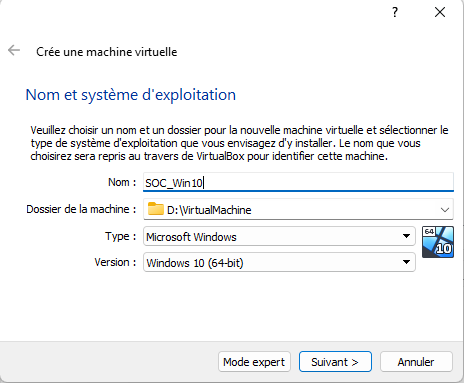 ?
Crée une machine virtuelle
Nom et système d'exploitation
Veuillez choisir un nom et un dossier pour la nouvelle machine virtuelle et sélectionner le
type de système d'exploitation que vous envisagez d'y installer. Le nom que vous
choisirez sera repris au travers de VirtualBox pour identifier cette machine.
Nom : SOC_Win10
Dossier de la machine : D:\VirtualMachine
Type : Microsoft Windows
64
10
Version : Windows 10 (64-bit)
Mode expert Suivant > Annuler